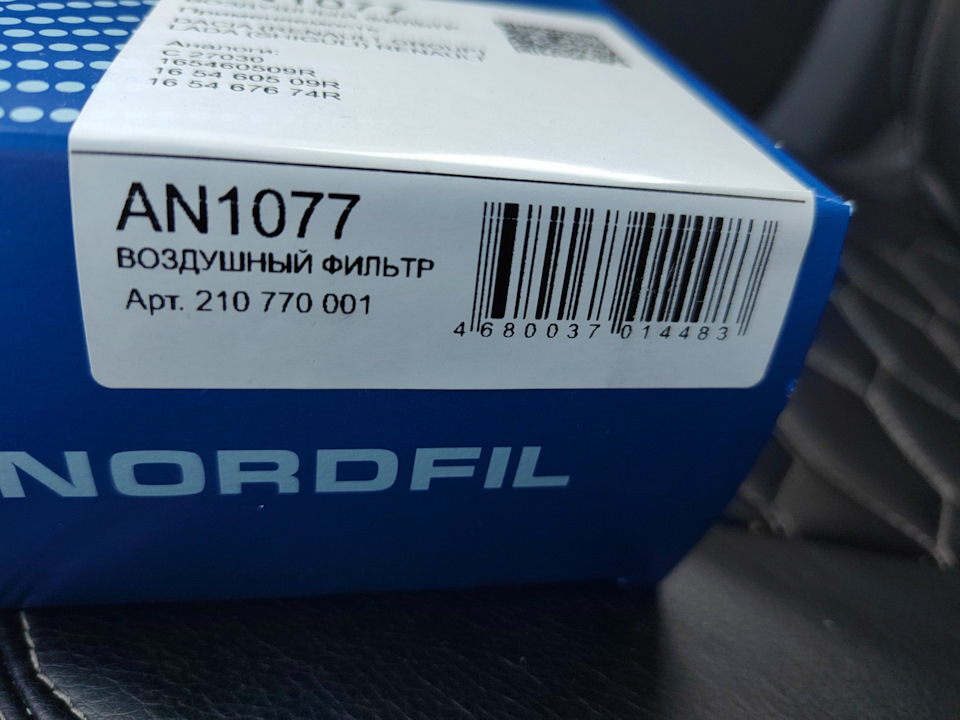 Аналоги:
C 27030
165460509R
16 54 605 09R
16 54 676 74R
AN1077
ВОЗДУШНЫЙ ФИЛЬТР
Арт. 210 770 001
4 680037 014483
NORDFIL